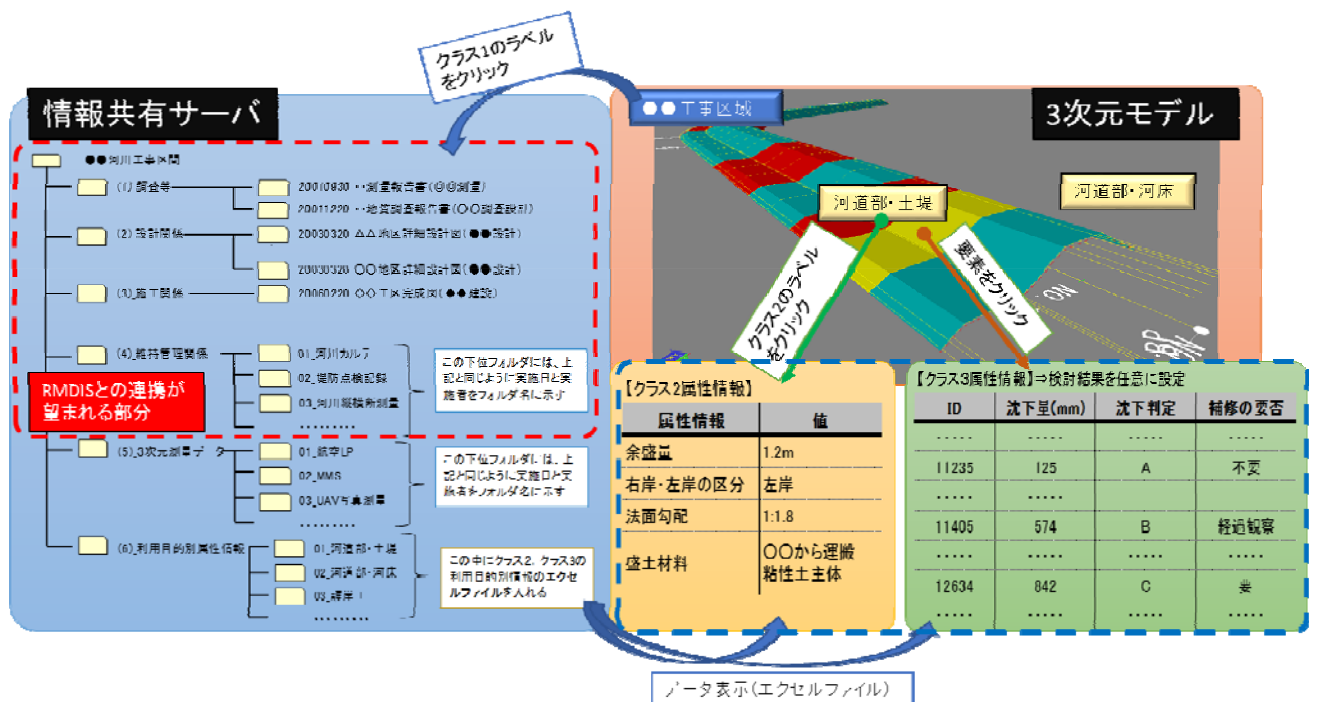 クラス1のラベル
をクリック
情報共有サーバ
●●工事区域
3次元モデル
●●河川工事区間
(1)_調査等
20010830 ‥測量報告書(◎◎測量)
20011220 ‥地質調査報告書(〇〇調査設計)
(2)_設計関係
20030320 △△地区詳細設計図(●●設計)
20030320 〇〇地区詳細設計図(●●設計)
(3)_施工関係
20060220 〇〇工区完成図(●●建設)
(4)_維持管理関係
01_河川カルテ
02_堤防点検記録
03_河川縦横断測量
………
この下位フォルダには、上
記と同じように実施日と実
施者をフォルダ名に示す
RMDISとの連携が
望まれる部分
(5)_3次元測量データ
01_航空LP
02_MMS
03_UAV写真測量
………
この下位フォルダには、上
記と同じように実施日と実
施者をフォルダ名に示す
(6)_利用目的別属性情報
01_河道部・土堤
02_河道部・河床
03_護岸
………
この中にクラス2、クラス3の
利用目的別情報のエクセ
ルファイルを入れる
河道部・土堤
河道部・河床
クラス2のラベル
をクリック
要素をクリック
NO
BP
【クラス2属性情報】
属性情報 値
余盛量 1.2m
右岸・左岸の区分 左岸
法面勾配 1:1.8
盛土材料 〇〇から運搬
粘性土主体
【クラス3属性情報】⇒検討結果を任意に設定
ID 沈下量(mm) 沈下判定 補修の要否
..... ..... ..... .....
11235 125 A 不要
..... ..... .....
11405 574 B 経過観察
..... ..... ..... .....
12634 842 C 要
..... ..... ..... .....
データ表示(エクセルファイル)